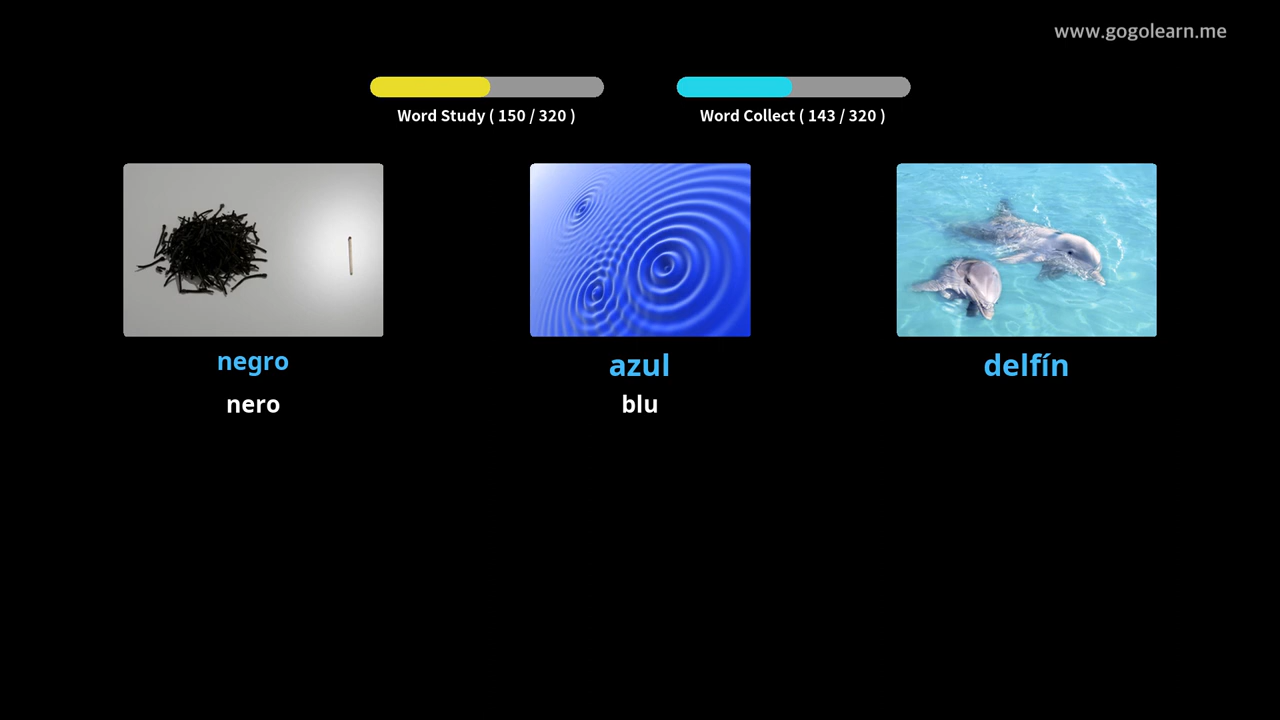 www.gogolearn.me
Word Study ( 150 / 320 )
Word Collect ( 143 / 320 )
negro
azul
delfín
nero
blu